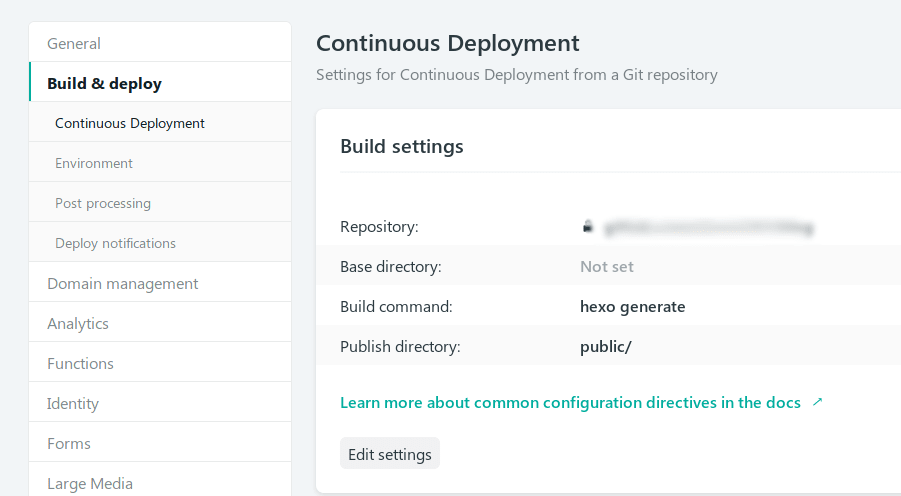 General
Build & deploy
Continuous Deployment
Environment
Post processing
Deploy notifications
Domain management
Analytics
Functions
Identity
Forms
Large Media
Continuous Deployment
Settings for Continuous Deployment from a Git repository
Build settings
Repository:
Base directory: Not set
Build command: hexo generate
Publish directory: public/
Learn more about common configuration directives in the docs ↗
Edit settings